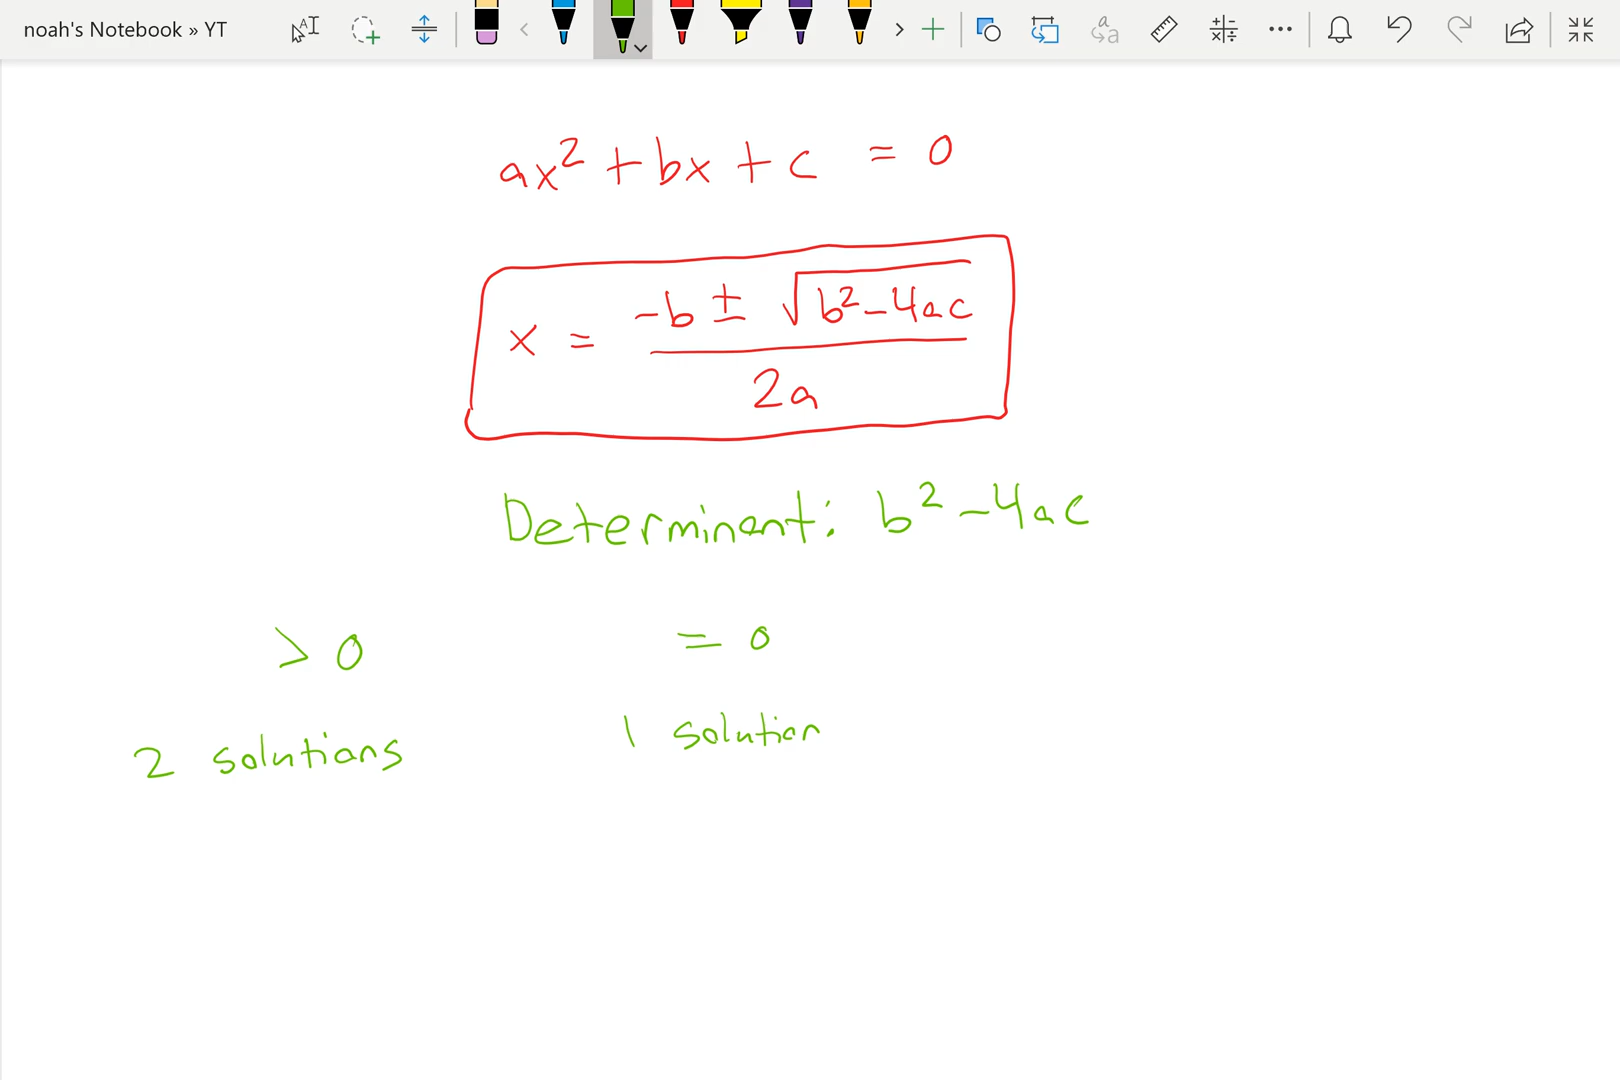 noah's Notebook » YT
ax² + bx + c = 0
x = (-b ± √(b²-4ac)) / 2a
Determinant: b²-4ac
> 0
= 0
2 solutions
1 solution